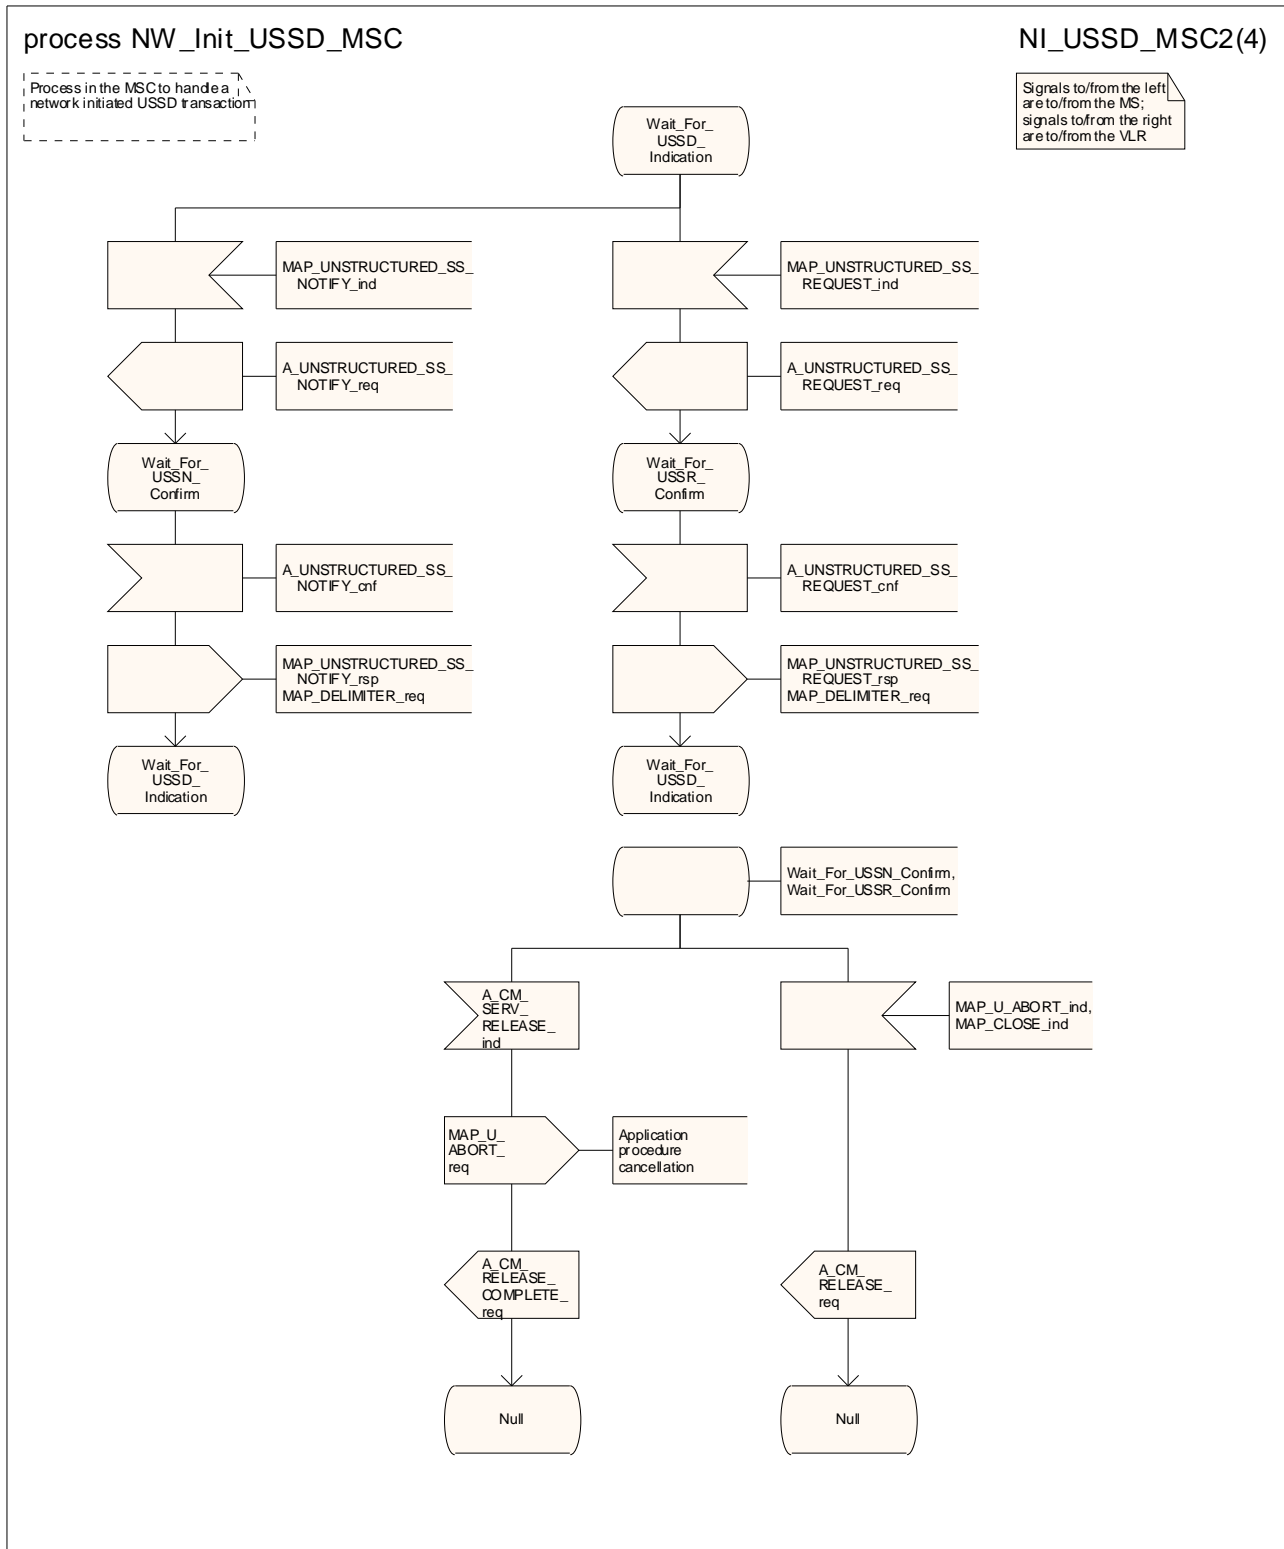 process NW_Init_USSD_MSC
NI_USSD_MSC2(4)
Process in the MSC to handle a
network initiated USSD transaction
Signals to/from the left
are to/from the MS;
signals to/from the right
are to/from the VLR
Wait_For_
USSD_
Indication
MAP_UNSTRUCTURED_SS_
NOTIFY_ind
MAP_UNSTRUCTURED_SS_
REQUEST_ind
A_UNSTRUCTURED_SS_
NOTIFY_req
A_UNSTRUCTURED_SS_
REQUEST_req
Wait_For_
USSN_
Confirm
Wait_For_
USSR_
Confirm
A_UNSTRUCTURED_SS_
NOTIFY_cnf
A_UNSTRUCTURED_SS_
REQUEST_cnf
MAP_UNSTRUCTURED_SS_
NOTIFY_rsp
MAP_DELIMITER_req
MAP_UNSTRUCTURED_SS_
REQUEST_rsp
MAP_DELIMITER_req
Wait_For_
USSD_
Indication
Wait_For_
USSD_
Indication
Wait_For_USSN_Confirm,
Wait_For_USSR_Confirm
A_CM_
SERV_
RELEASE_
ind
MAP_U_ABORT_ind,
MAP_CLOSE_ind
MAP_U_
ABORT_
req
Application
procedure
cancellation
A_CM_
RELEASE_
COMPLETE_
req
A_CM_
RELEASE_
req
Null
Null